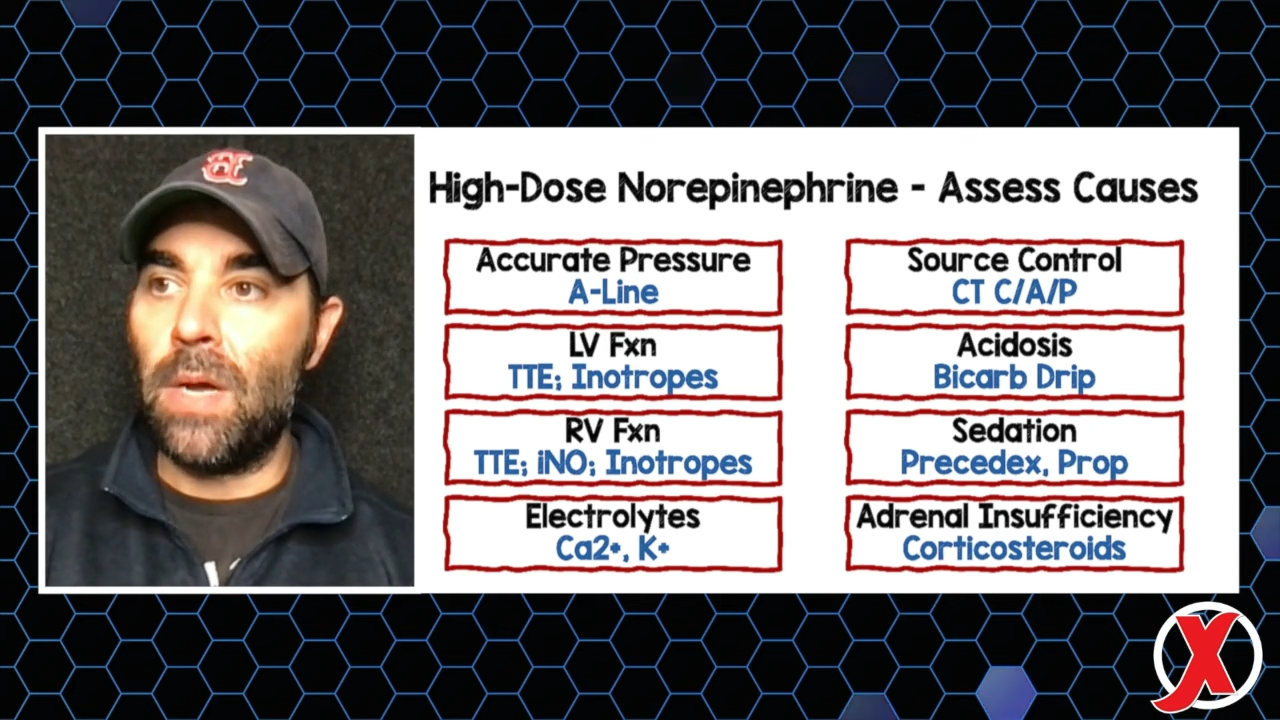 High-Dose Norepinephrine - Assess Causes
Accurate Pressure
A-Line
LV Fxn
TTE; Inotropes
RV Fxn
TTE; iNO; Inotropes
Electrolytes
Ca2+, K+
Source Control
CT C/A/P
Acidosis
Bicarb Drip
Sedation
Precedex, Prop
Adrenal Insufficiency
Corticosteroids